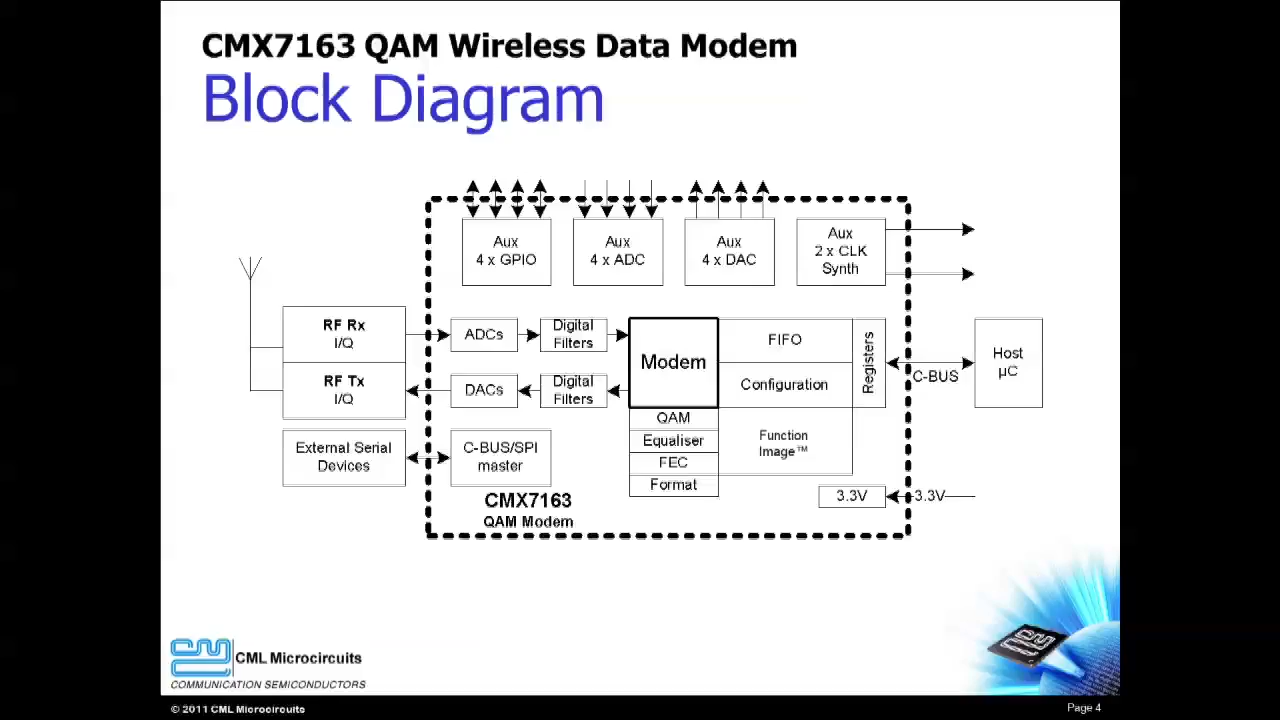 CMX7163 QAM Wireless Data Modem
Block Diagram
Aux
4 x GPIO
Aux
4 x ADC
Aux
4 x DAC
Aux
2 x CLK
Synth
RF Rx
I/Q
ADCs
Digital
Filters
Modem
FIFO
Registers
C-BUS
Host
µC
RF Tx
I/Q
DACs
Digital
Filters
Configuration
External Serial
Devices
C-BUS/SPI
master
QAM
Equaliser
FEC
Format
Function
Image™
CMX7163
QAM Modem
3.3V
3.3V
CML Microcircuits
COMMUNICATION SEMICONDUCTORS
© 2011 CML Microcircuits
Page 4